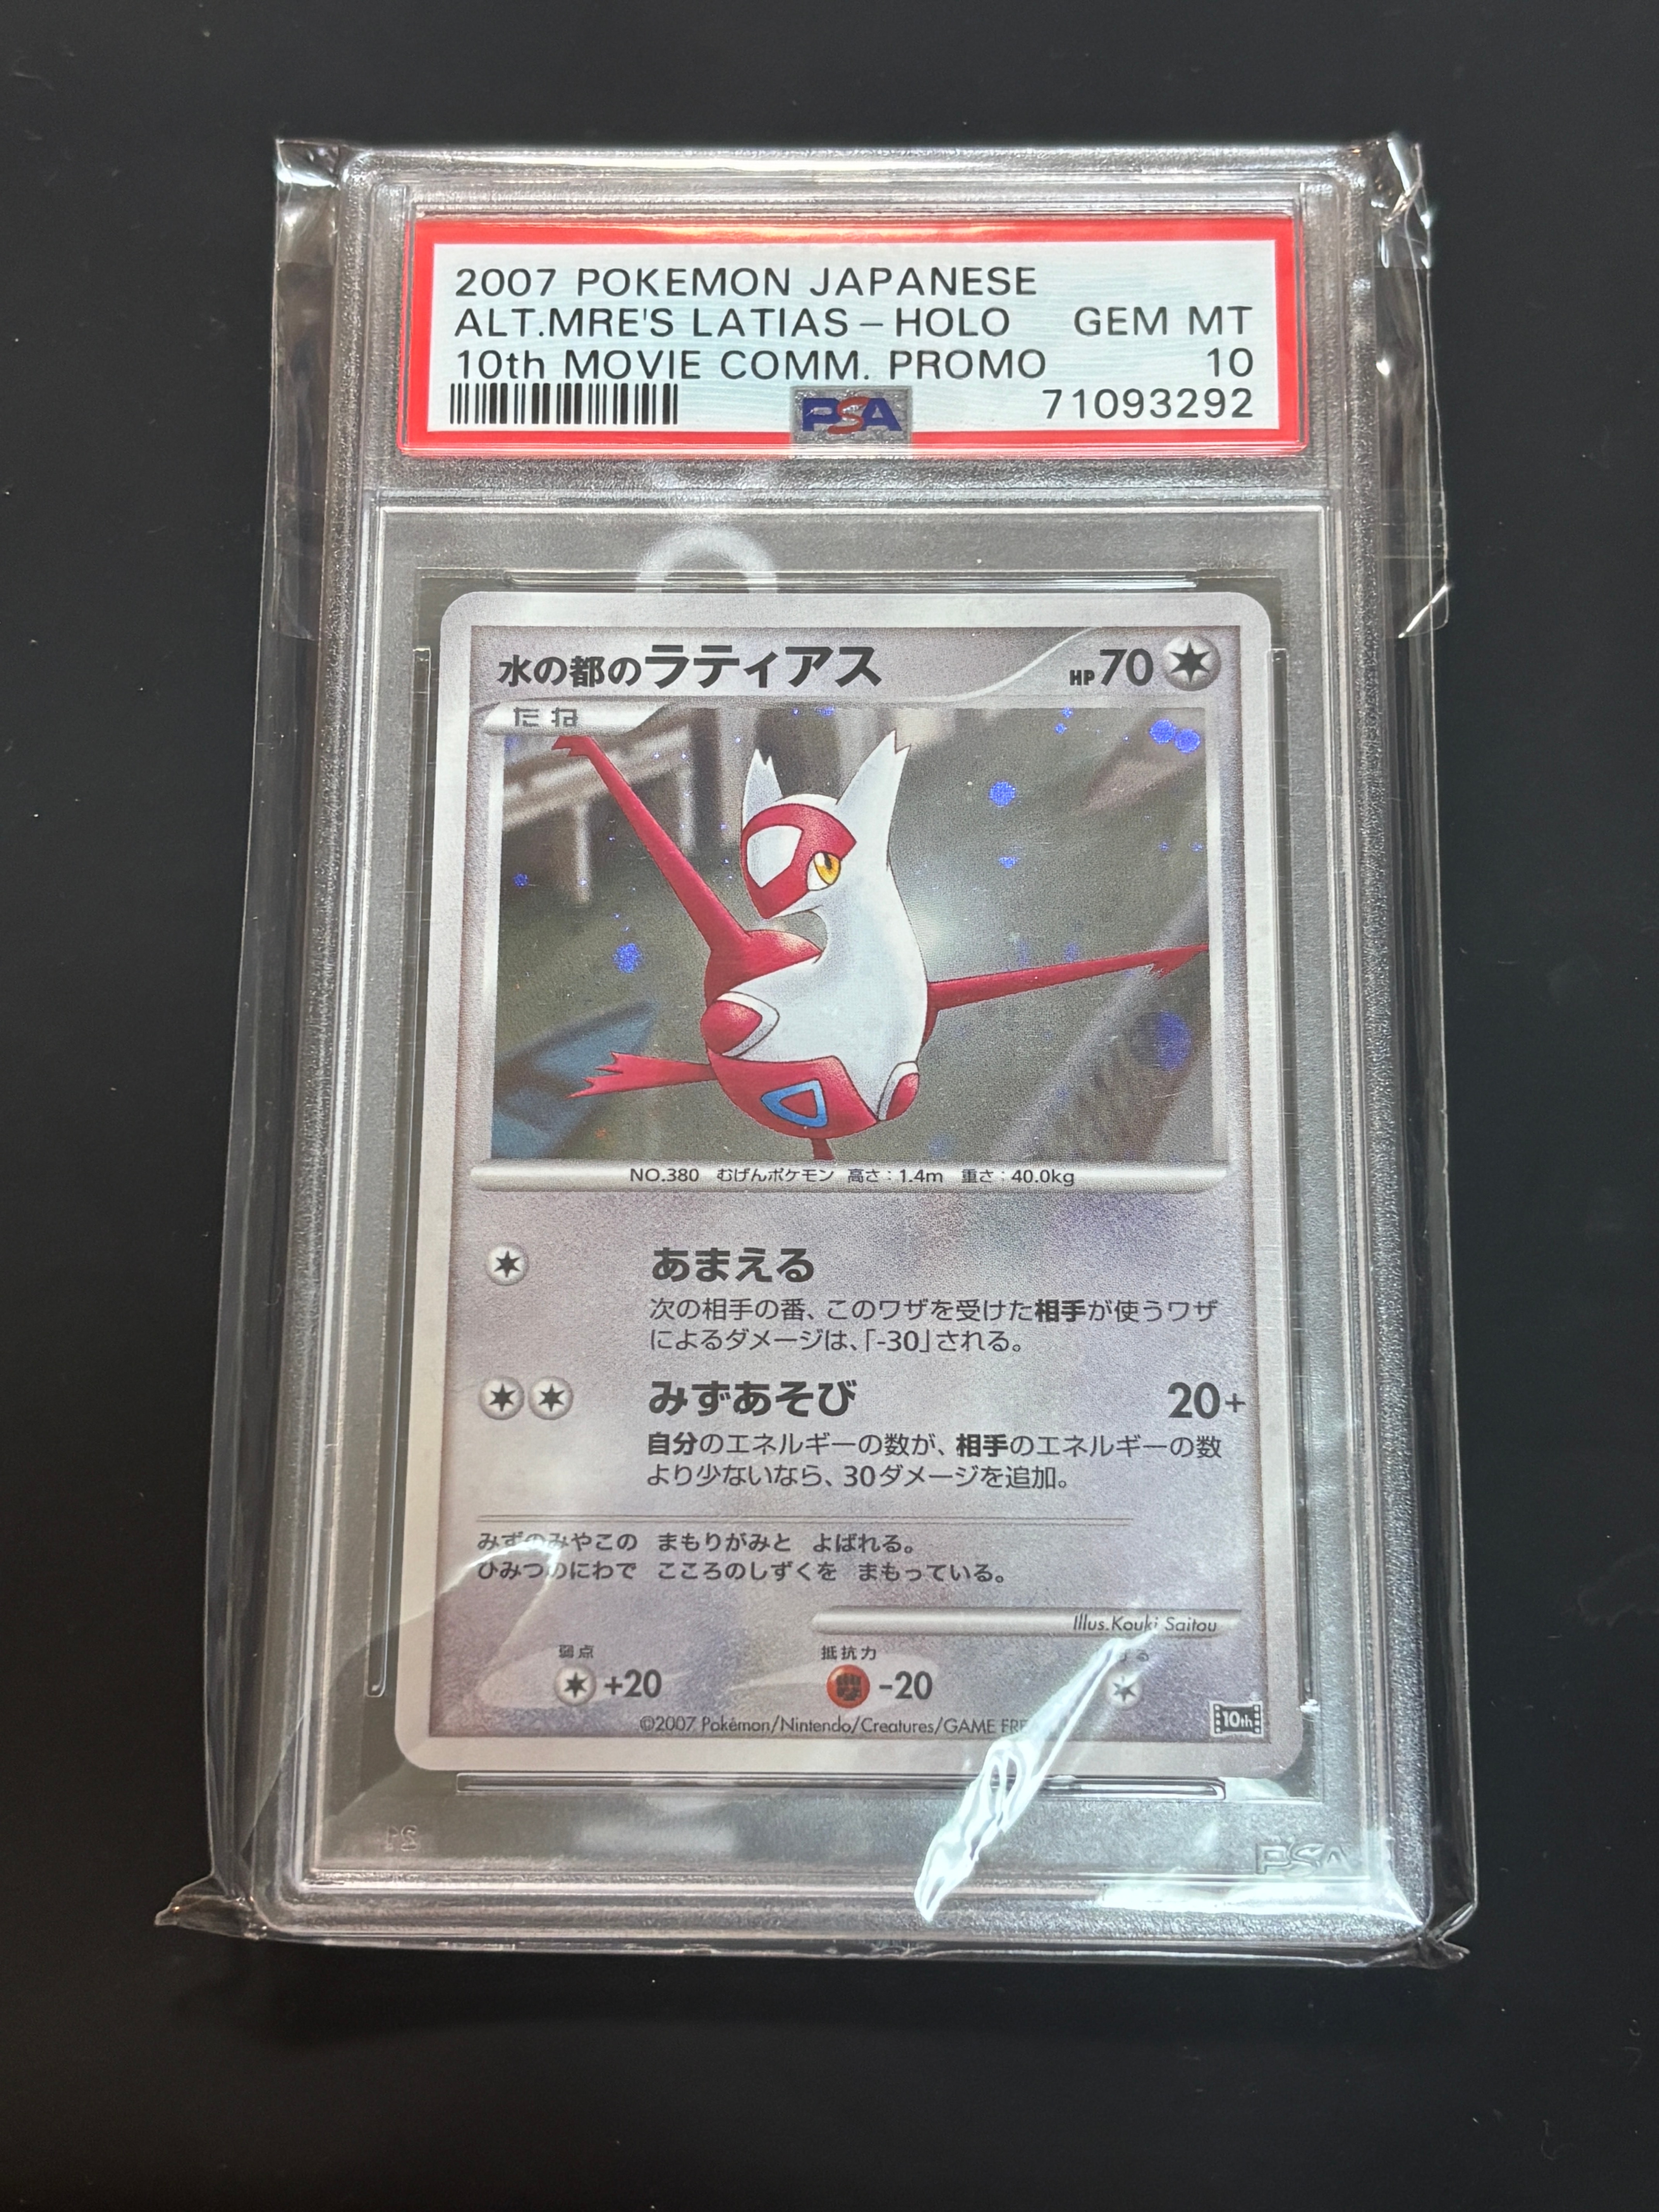 2007 POKEMON JAPANESE
ALT.MRE'S LATIAS-HOLO GEM MT
10th MOVIE COMM. PROMO 10
PSA 71093292
水の都のラティアス HP70
たね
NO.380 むげんポケモン 高さ:1.4m 重さ:40.0kg
あまえる
次の相手の番、このワザを受けた相手が使うワザ
によるダメージは、「-30」される。
みずあそび 20+
自分のエネルギーの数が、相手のエネルギーの数
より少ないなら、30ダメージを追加。
みずのみやこの まもりがみと よばれる。
ひみつのにわで こころのしずくを まもっている。
Illus.Kouki Saitou
弱点 抵抗力
+20 -20
©2007 Pokémon/Nintendo/Creatures/GAME
10th
PSA